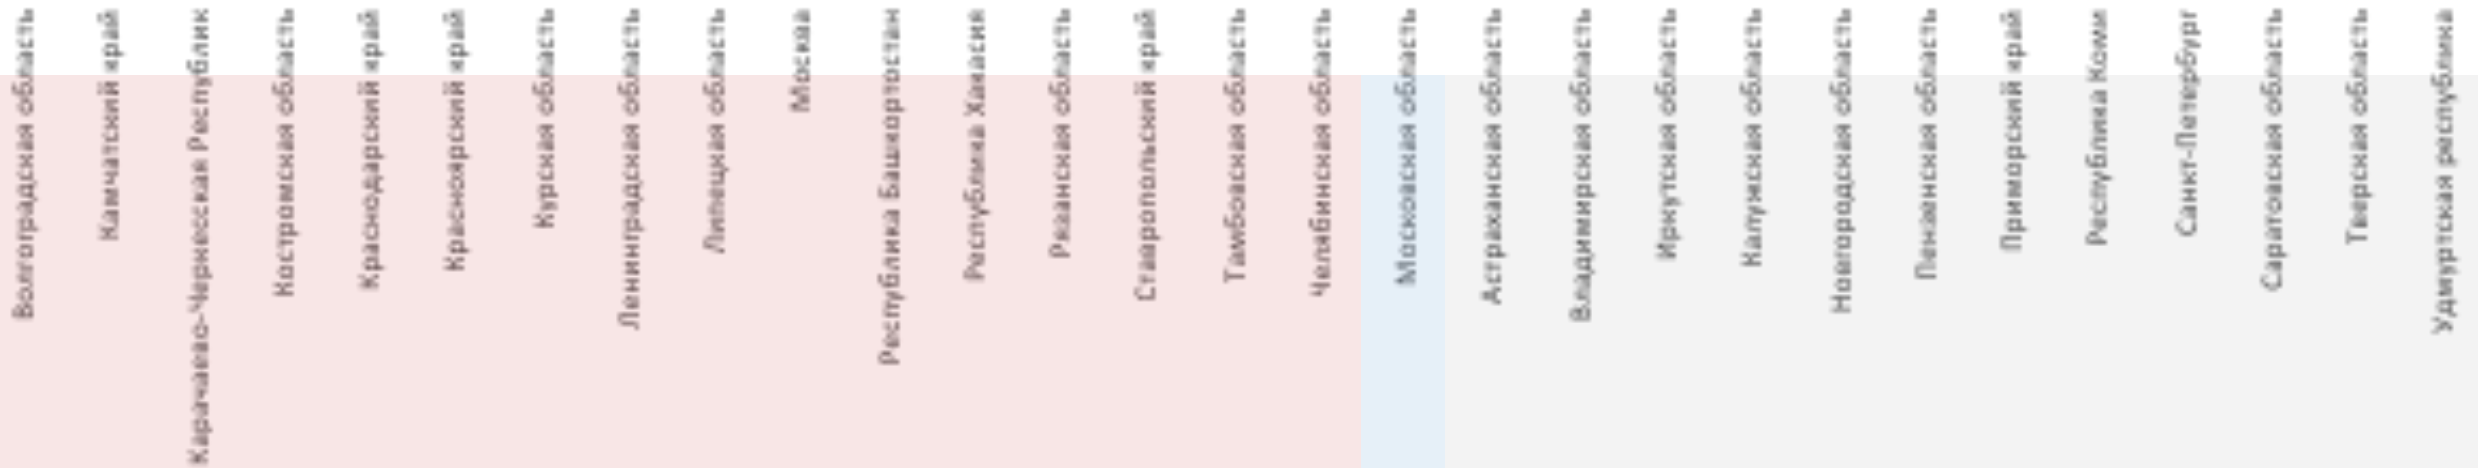 Волгоградская область
Камчатский край
Карачаево-Черкесская Республик
Костромская область
Краснодарский край
Красноярский край
Курская область
Ленинградская область
Липецкая область
Москва
Республика Башкортостан
Республика Хакасия
Рязанская область
Ставропольский край
Тамбовская область
Челябинская область
Московская область
Астраханская область
Владимирская область
Иркутская область
Калужская область
Новгородская область
Пензенская область
Приморский край
Республика Коми
Санкт-Петербург
Саратовская область
Тверская область
Удмуртская республика